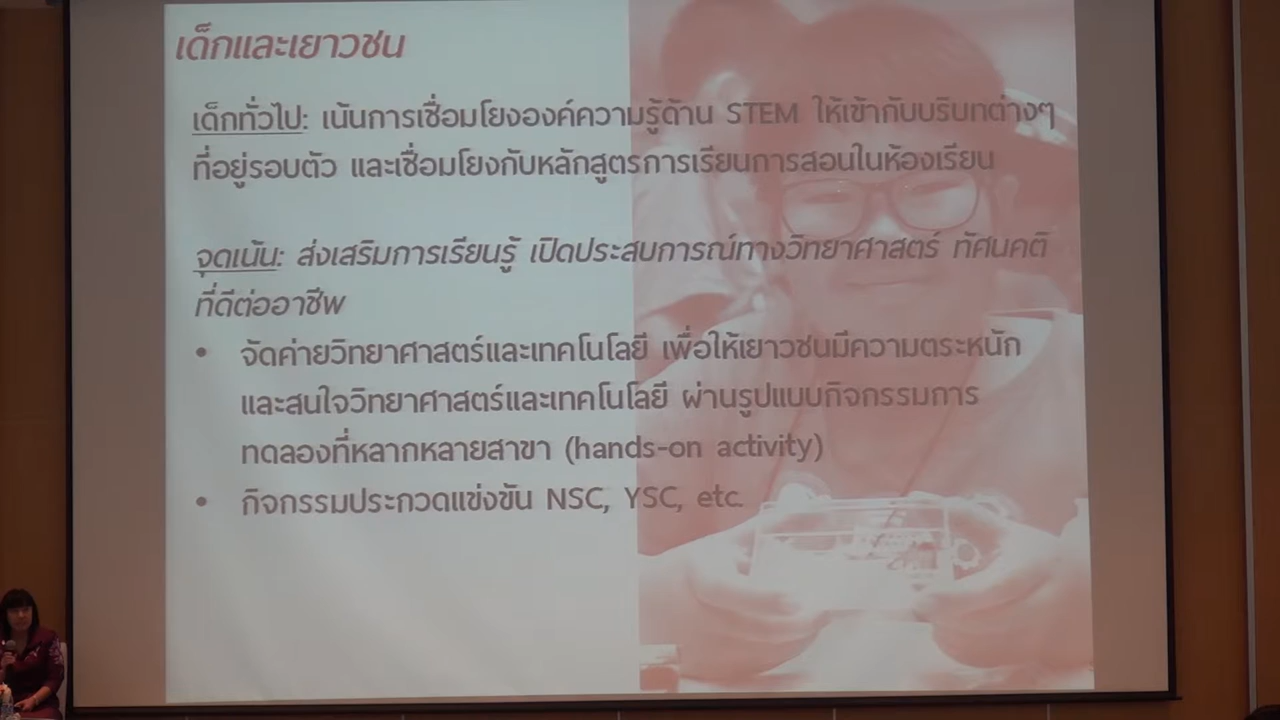 เด็กและเยาวชน
เด็กทั่วไป: เน้นการเชื่อมโยงองค์ความรู้ด้าน STEM ให้เข้ากับบริบทต่างๆ
ที่อยู่รอบตัว และเชื่อมโยงกับหลักสูตรการเรียนการสอนในห้องเรียน
จุดเน้น: ส่งเสริมการเรียนรู้ เปิดประสบการณ์ทางวิทยาศาสตร์ ทัศนคติ
ที่ดีต่ออาชีพ
• จัดค่ายวิทยาศาสตร์และเทคโนโลยี เพื่อให้เยาวชนมีความตระหนัก
และสนใจวิทยาศาสตร์และเทคโนโลยี ผ่านรูปแบบกิจกรรมการ
ทดลองที่หลากหลายสาขา (hands-on activity)
• กิจกรรมประกวดแข่งขัน NSC, YSC, etc.